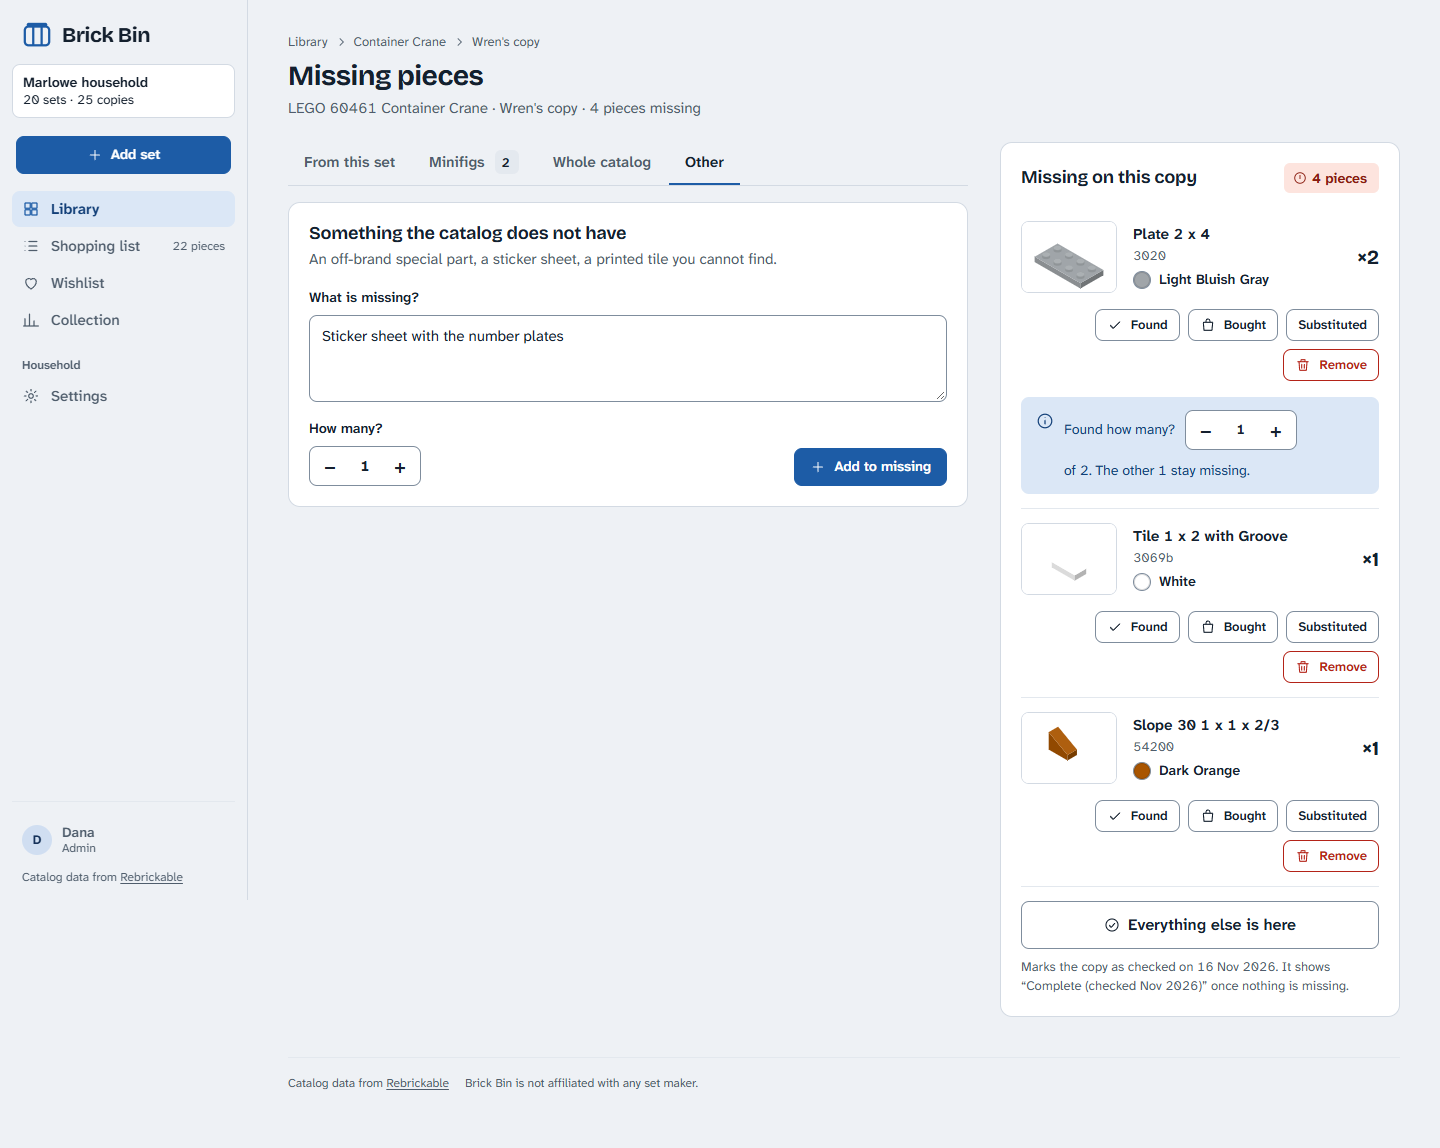 Brick Bin
Marlowe household
20 sets · 25 copies
Add set
Library
Shopping list
22 pieces
Wishlist
Collection
Household
Settings
D
Dana
Admin
Catalog data from Rebrickable
Library
Container Crane
Wren's copy
Missing pieces
LEGO 60461 Container Crane · Wren's copy · 4 pieces missing
From this set
Minifigs 2
Whole catalog
Other
Something the catalog does not have
An off-brand special part, a sticker sheet, a printed tile you cannot find.
What is missing?
Sticker sheet with the number plates
How many?
− 1 +
Add to missing
Missing on this copy
4 pieces
Plate 2 x 4
3020
Light Bluish Gray
×2
Found
Bought
Substituted
Remove
Found how many?
− 1 +
of 2. The other 1 stay missing.
Tile 1 x 2 with Groove
3069b
White
×1
Found
Bought
Substituted
Remove
Slope 30 1 x 1 x 2/3
54200
Dark Orange
×1
Found
Bought
Substituted
Remove
Everything else is here
Marks the copy as checked on 16 Nov 2026. It shows
“Complete (checked Nov 2026)” once nothing is missing.
Catalog data from Rebrickable
Brick Bin is not affiliated with any set maker.